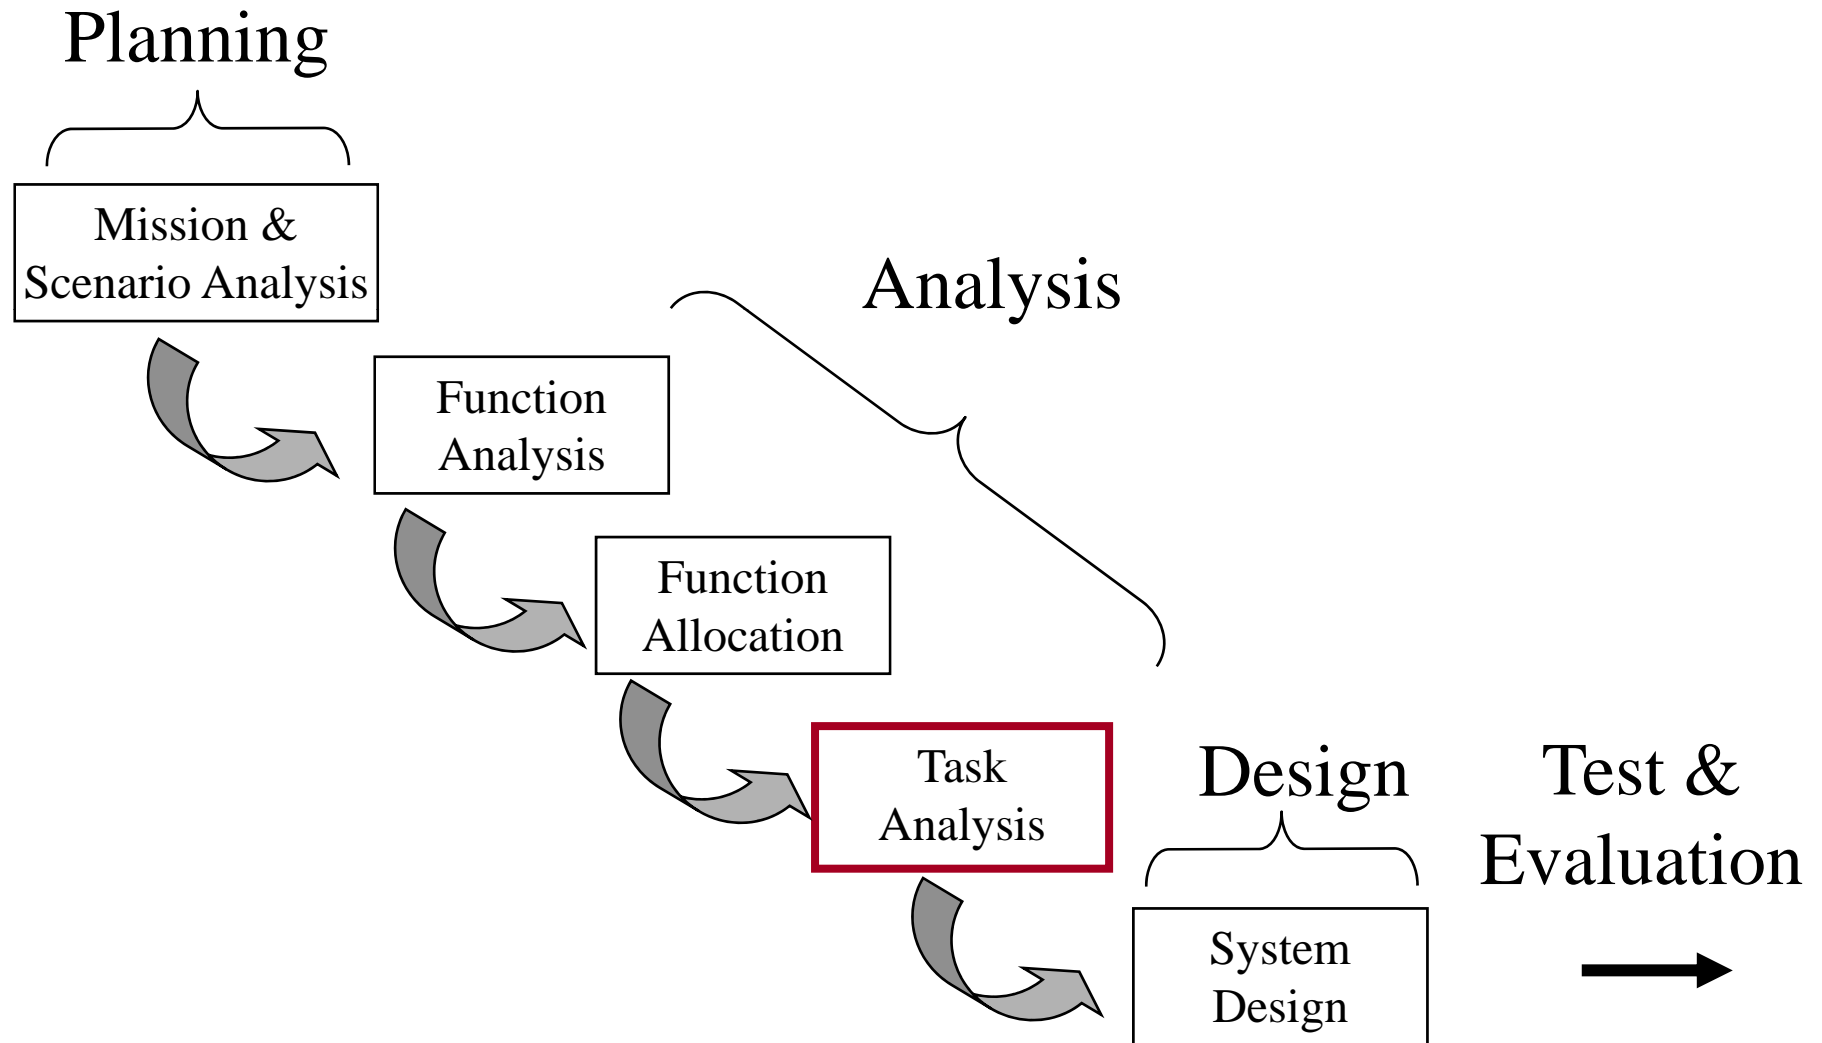 Planning
Mission &
Scenario Analysis
Analysis
Function
Analysis
Function
Allocation
Task
Analysis
Design
Test &
Evaluation
System
Design